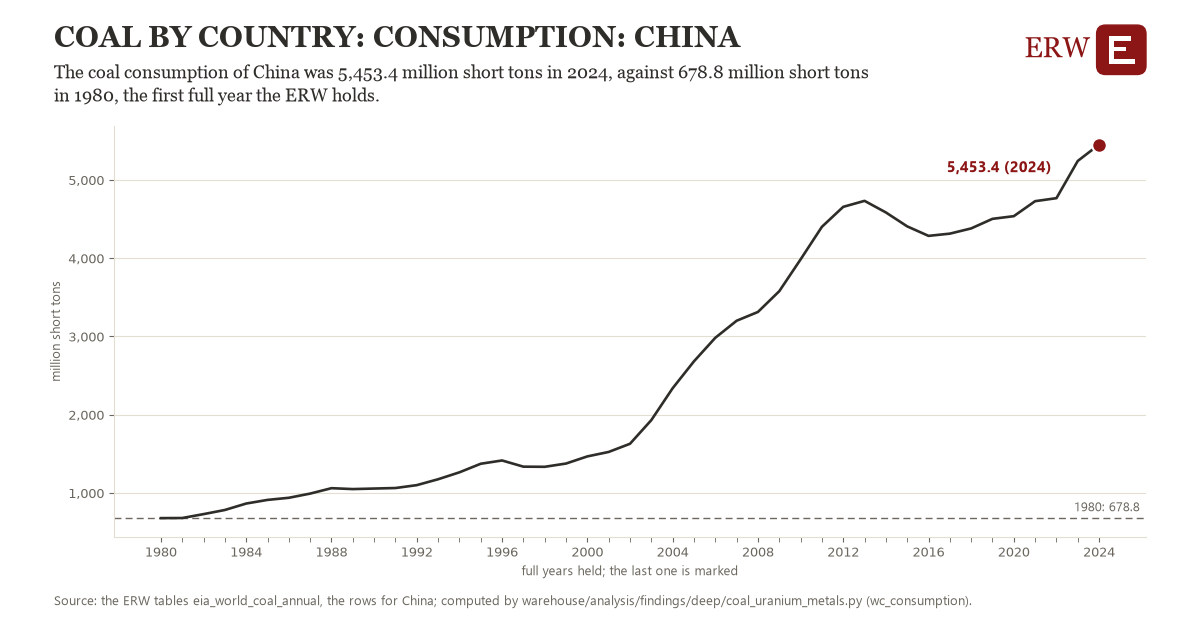 COAL BY COUNTRY: CONSUMPTION: CHINA
ERW E
The coal consumption of China was 5,453.4 million short tons in 2024, against 678.8 million short tons
in 1980, the first full year the ERW holds.
5,453.4 (2024)
5,000
4,000
3,000
2,000
1,000
million short tons
1980: 678.8
1980 1984 1988 1992 1996 2000 2004 2008 2012 2016 2020 2024
full years held; the last one is marked
Source: the ERW tables eia_world_coal_annual, the rows for China; computed by warehouse/analysis/findings/deep/coal_uranium_metals.py (wc_consumption).